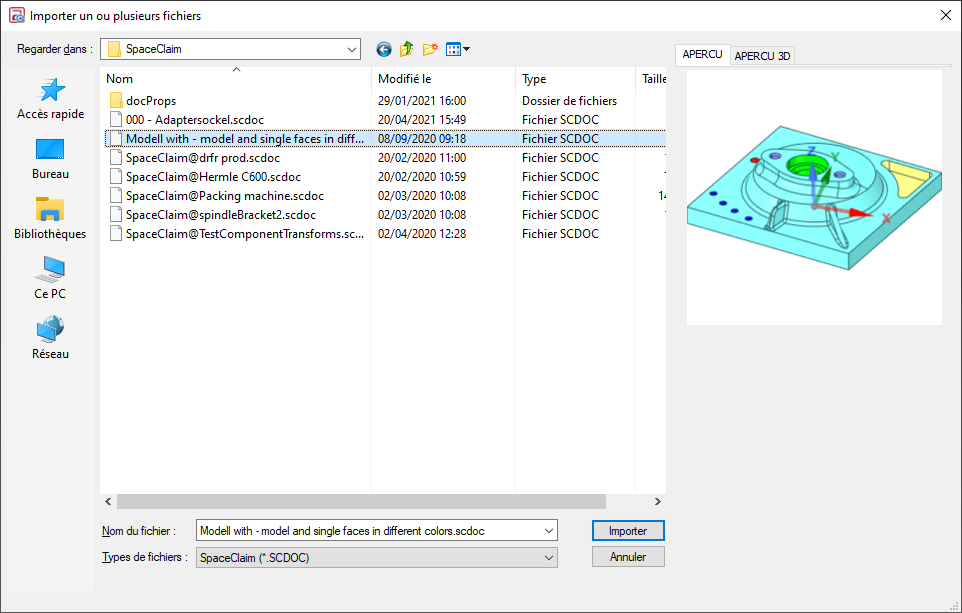 Importer un ou plusieurs fichiers
Regarder dans : SpaceClaim
APERCU APERCU 3D
Nom Modifié le Type Taille
docProps 29/01/2021 16:00 Dossier de fichiers
000 - Adaptersockel.scdoc 20/04/2021 15:49 Fichier SCDOC
Modell with - model and single faces in diff... 08/09/2020 09:18 Fichier SCDOC
SpaceClaim@drfr prod.scdoc 20/02/2020 11:00 Fichier SCDOC
SpaceClaim@Hermle C600.scdoc 20/02/2020 10:59 Fichier SCDOC
SpaceClaim@Packing machine.scdoc 02/03/2020 10:08 Fichier SCDOC
SpaceClaim@spindleBracket2.scdoc 02/03/2020 10:08 Fichier SCDOC
SpaceClaim@TestComponentTransforms.sc... 02/04/2020 12:28 Fichier SCDOC
Accès rapide
Bureau
Bibliothèques
Ce PC
Réseau
Z
Y
X
Nom du fichier : Modell with - model and single faces in different colors.scdoc Importer
Types de fichiers : SpaceClaim (*.SCDOC) Annuler